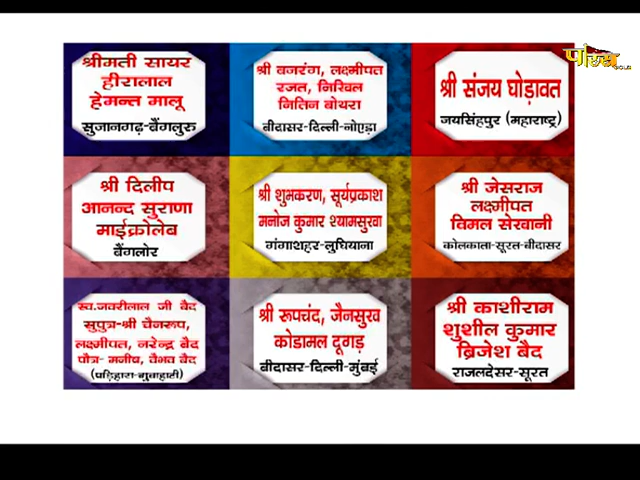 पारस
श्रीमती सायर
हीरालाल
हेमन्त मालू
सुजानगढ़-बैंगलुरु
श्री बजरंग, लक्ष्मीपत
रजत, निखिल
नितिन बोथरा
बीदासर-दिल्ली-नोएड़ा
श्री संजय घोड़ावत
जयसिंहपुर (महाराष्ट्र)
श्री दिलीप
आनन्द सुराणा
माईक्रोलेब
बैंगलोर
श्री शुभकरण, सूर्यप्रकाश
मनोज कुमार श्यामसुखा
गंगाशहर-लुधियाना
श्री जेसराज
लक्ष्मीपत
विमल सेखानी
कोलकाता-सूरत-बीदासर
स्व.जवरीलाल जी बैद
सुपुत्र-श्री चैनरूप,
लक्ष्मीपत, नरेन्द्र बैद
पौत्र- मनीष, वैभव बैद
(पड़िहारा-गुवाहाटी)
श्री रूपचंद, जैनसुख
कोडामल दूगड़
बीदासर-दिल्ली-मुंबई
श्री काशीराम
शुशील कुमार
ब्रिजेश बैद
राजलदेसर-सूरत